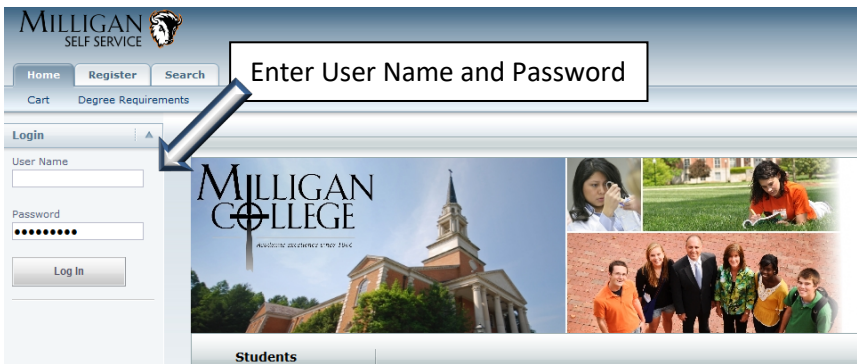 MILLIGAN
SELF SERVICE
Home Register Search
Cart Degree Requirements
Enter User Name and Password
Login
User Name
Password
Log In
MILLIGAN
COLLEGE
Academic excellence since 1866
Students